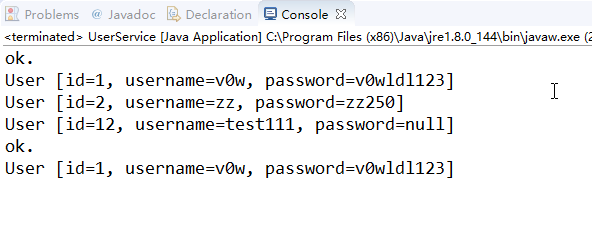 Problems Javadoc Declaration Console
<terminated> UserService [Java Application] C:\Program Files (x86)\Java\jre1.8.0_144\bin\javaw.exe (2
ok.
User [id=1, username=v0w, password=v0wldl123]
User [id=2, username=zz, password=zz250]
User [id=12, username=test111, password=null]
ok.
User [id=1, username=v0w, password=v0wldl123]